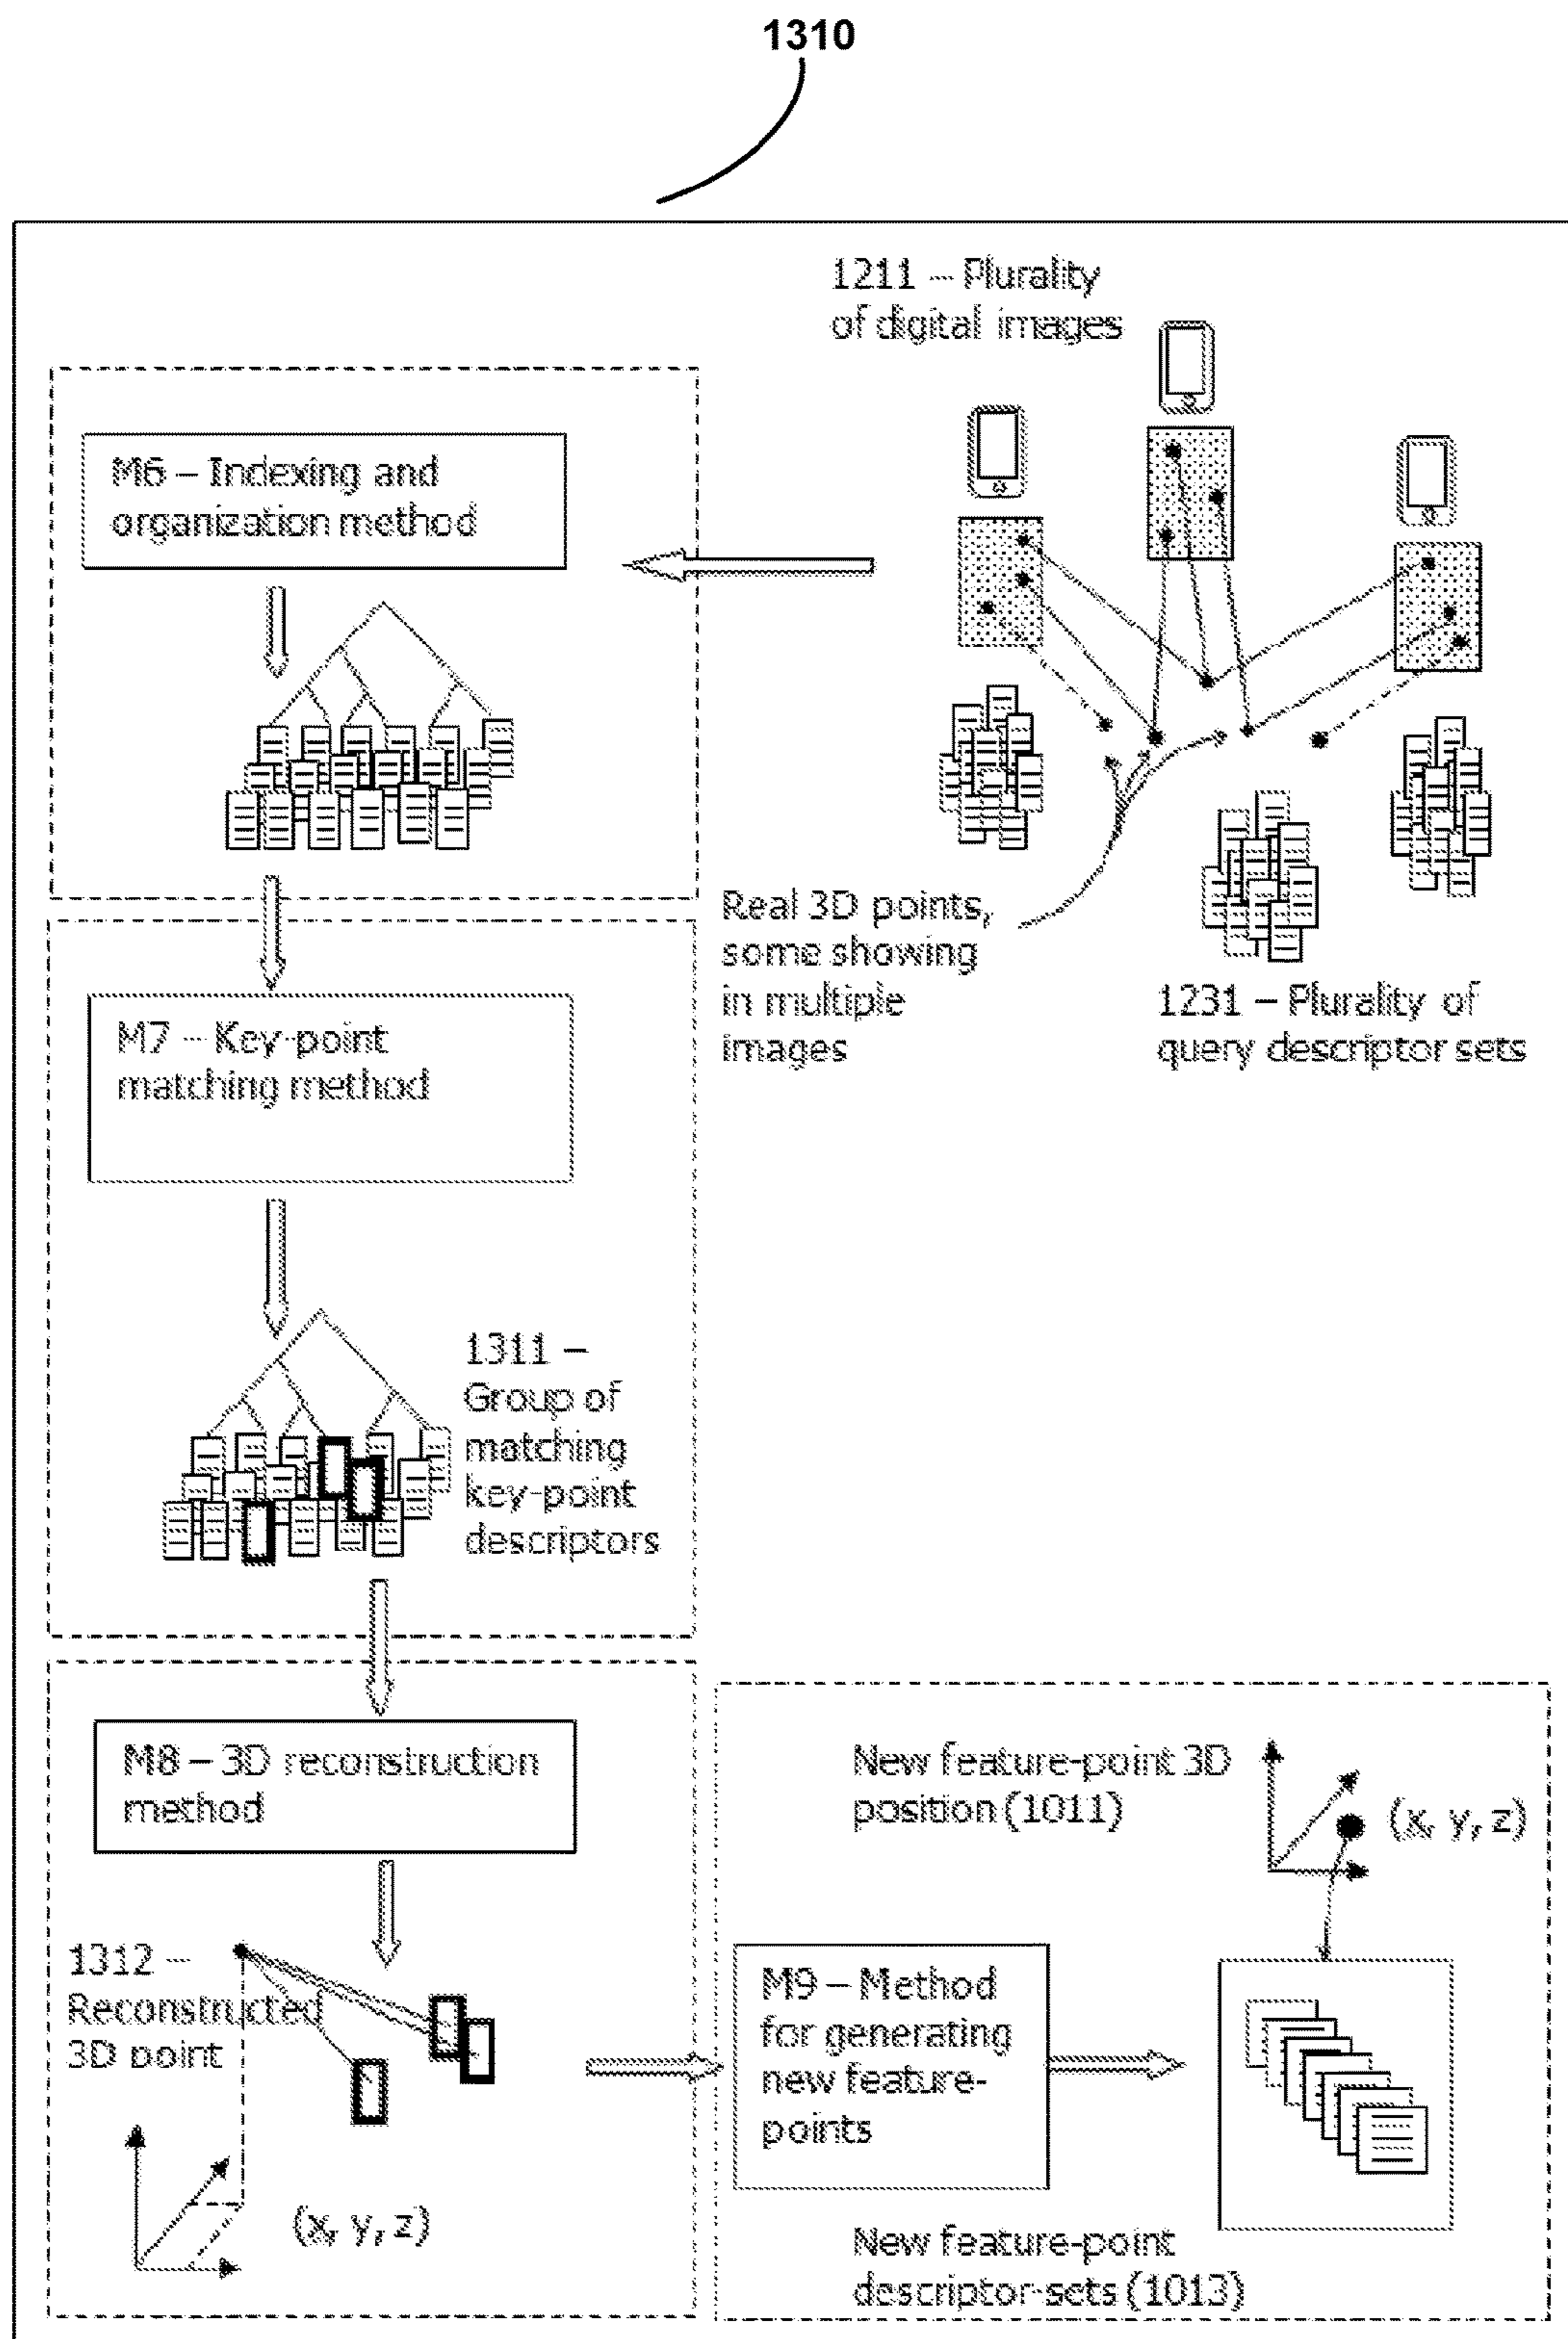 1310
1211 – Plurality
of digital images
M6 – Indexing and
organization method
Real 3D points,
some showing
in multiple
images
1231 – Plurality of
query descriptor sets
M7 – Key-point
matching method
1311 –
Group of
matching
key-point
descriptors
M8 – 3D reconstruction
method
1312 –
Reconstructed
3D point
(x, y, z)
New feature-point 3D
position (1011)
(x, y, z)
M9 – Method
for generating
new feature-
points
New feature-point
descriptor-sets (1013)